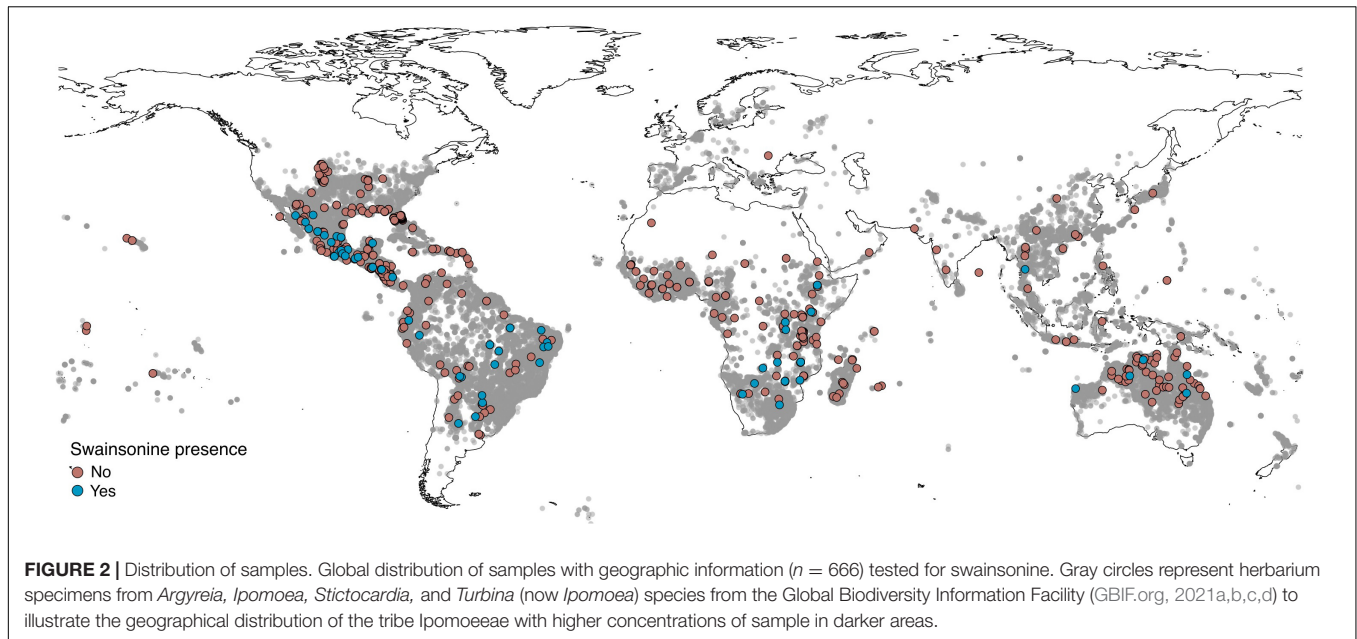 Swainsonine presence
No
Yes
FIGURE 2 | Distribution of samples. Global distribution of samples with geographic information (n = 666) tested for swainsonine. Gray circles represent herbarium
specimens from Argyreia, Ipomoea, Stictocardia, and Turbina (now Ipomoea) species from the Global Biodiversity Information Facility (GBIF.org, 2021a,b,c,d) to
illustrate the geographical distribution of the tribe Ipomoeeae with higher concentrations of sample in darker areas.